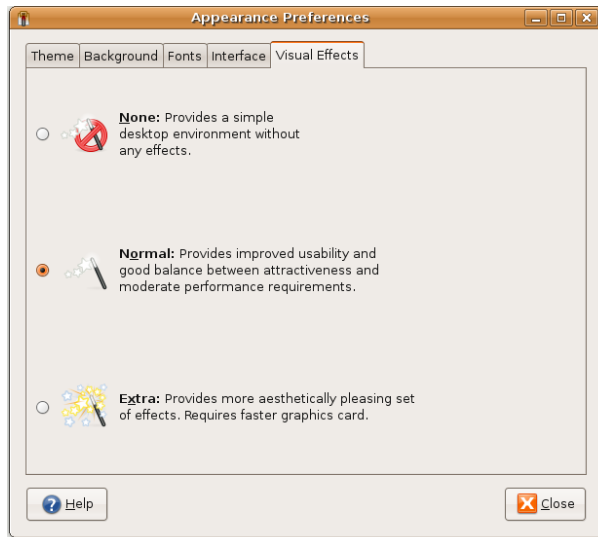 Appearance Preferences
Theme Background Fonts Interface Visual Effects
None: Provides a simple
desktop environment without
any effects.
Normal: Provides improved usability and
good balance between attractiveness and
moderate performance requirements.
Extra: Provides more aesthetically pleasing set
of effects. Requires faster graphics card.
Help Close